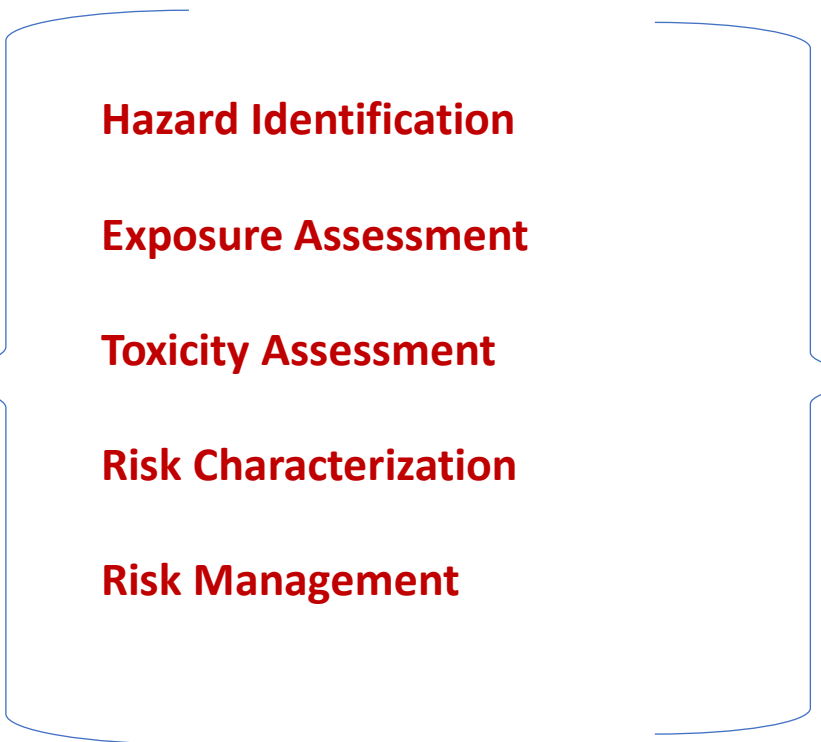 Hazard Identification
Exposure Assessment
Toxicity Assessment
Risk Characterization
Risk Management